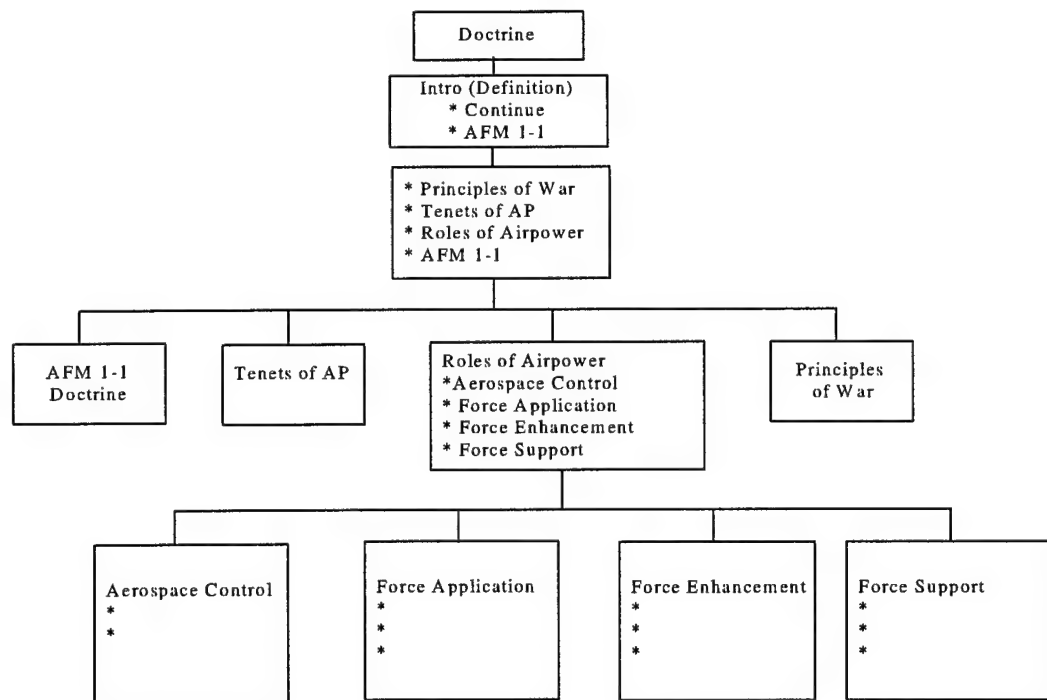 Doctrine
Intro (Definition)
* Continue
* AFM 1-1
* Principles of War
* Tenets of AP
* Roles of Airpower
* AFM 1-1
AFM 1-1
Doctrine
Tenets of AP
Roles of Airpower
*Aerospace Control
* Force Application
* Force Enhancement
* Force Support
Principles
of War
Aerospace Control
*
*
Force Application
*
*
*
Force Enhancement
*
*
*
Force Support
*
*
*